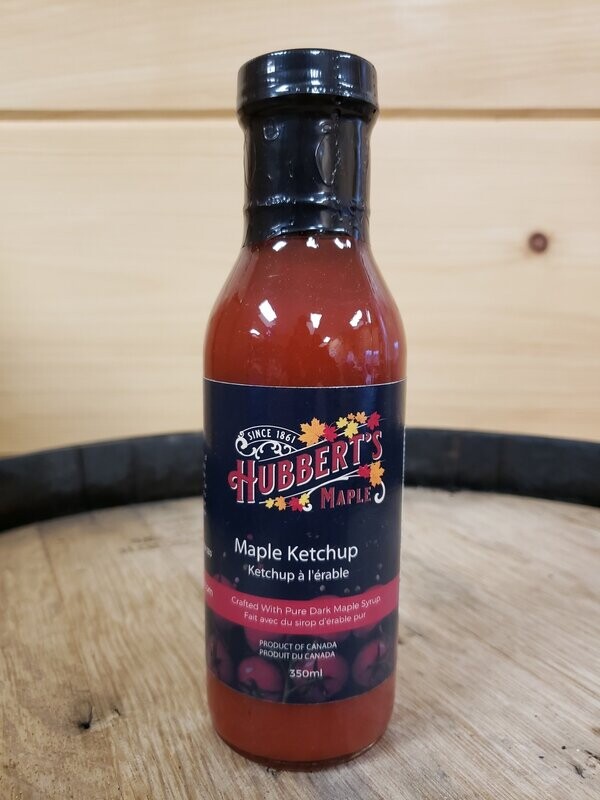 SINCE 1861
HUBBERT'S
MAPLE
Maple Ketchup
Ketchup à l'érable
Crafted With Pure Dark Maple Syrup
Fait avec du sirop d'érable pur
PRODUCT OF CANADA
PRODUIT DU CANADA
350ml